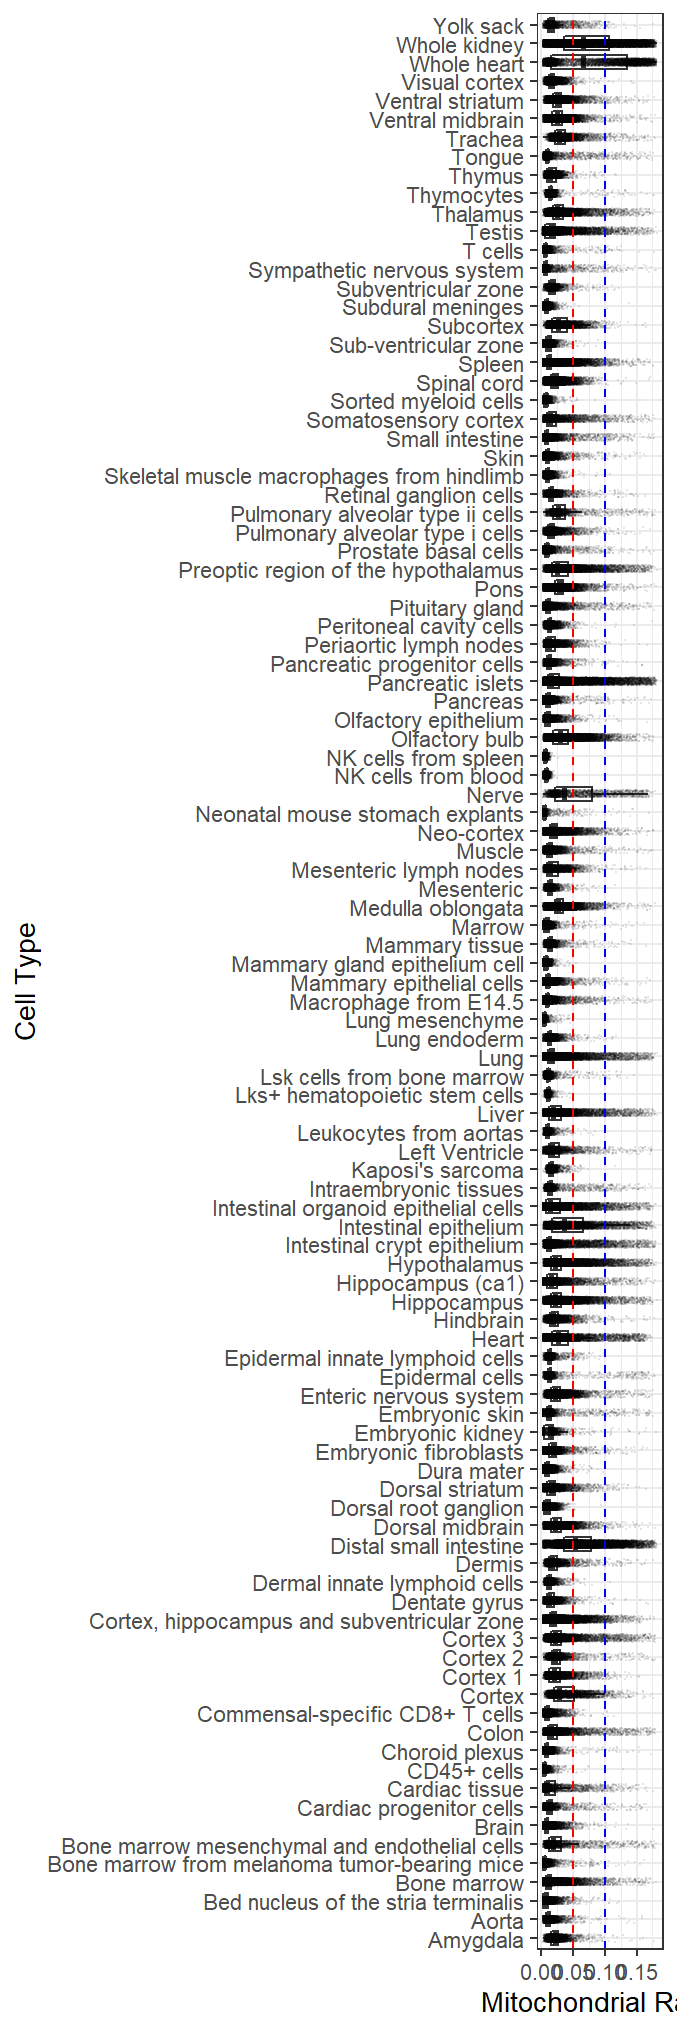 Yolk sack
Whole kidney
Whole heart
Visual cortex
Ventral striatum
Ventral midbrain
Trachea
Tongue
Thymus
Thymocytes
Thalamus
Testis
T cells
Sympathetic nervous system
Subventricular zone
Subdural meninges
Subcortex
Sub-ventricular zone
Spleen
Spinal cord
Sorted myeloid cells
Somatosensory cortex
Small intestine
Skin
Skeletal muscle macrophages from hindlimb
Retinal ganglion cells
Pulmonary alveolar type ii cells
Pulmonary alveolar type i cells
Prostate basal cells
Preoptic region of the hypothalamus
Pons
Pituitary gland
Peritoneal cavity cells
Periaortic lymph nodes
Pancreatic progenitor cells
Pancreatic islets
Pancreas
Olfactory epithelium
Olfactory bulb
NK cells from spleen
NK cells from blood
Nerve
Neonatal mouse stomach explants
Neo-cortex
Muscle
Mesenteric lymph nodes
Mesenteric
Medulla oblongata
Marrow
Mammary tissue
Mammary gland epithelium cell
Mammary epithelial cells
Macrophage from E14.5
Lung mesenchyme
Lung endoderm
Lung
Lsk cells from bone marrow
Lks+ hematopoietic stem cells
Liver
Leukocytes from aortas
Left Ventricle
Kaposi's sarcoma
Intraembryonic tissues
Intestinal organoid epithelial cells
Intestinal epithelium
Intestinal crypt epithelium
Hypothalamus
Hippocampus (ca1)
Hippocampus
Hindbrain
Heart
Epidermal innate lymphoid cells
Epidermal cells
Enteric nervous system
Embryonic skin
Embryonic kidney
Embryonic fibroblasts
Dura mater
Dorsal striatum
Dorsal root ganglion
Dorsal midbrain
Distal small intestine
Dermis
Dermal innate lymphoid cells
Dentate gyrus
Cortex, hippocampus and subventricular zone
Cortex 3
Cortex 2
Cortex 1
Cortex
Commensal-specific CD8+ T cells
Colon
Choroid plexus
CD45+ cells
Cardiac tissue
Cardiac progenitor cells
Brain
Bone marrow mesenchymal and endothelial cells
Bone marrow from melanoma tumor-bearing mice
Bone marrow
Bed nucleus of the stria terminalis
Aorta
Amygdala
Cell Type
0.00 0.05 0.10 0.15
Mitochondrial Ra